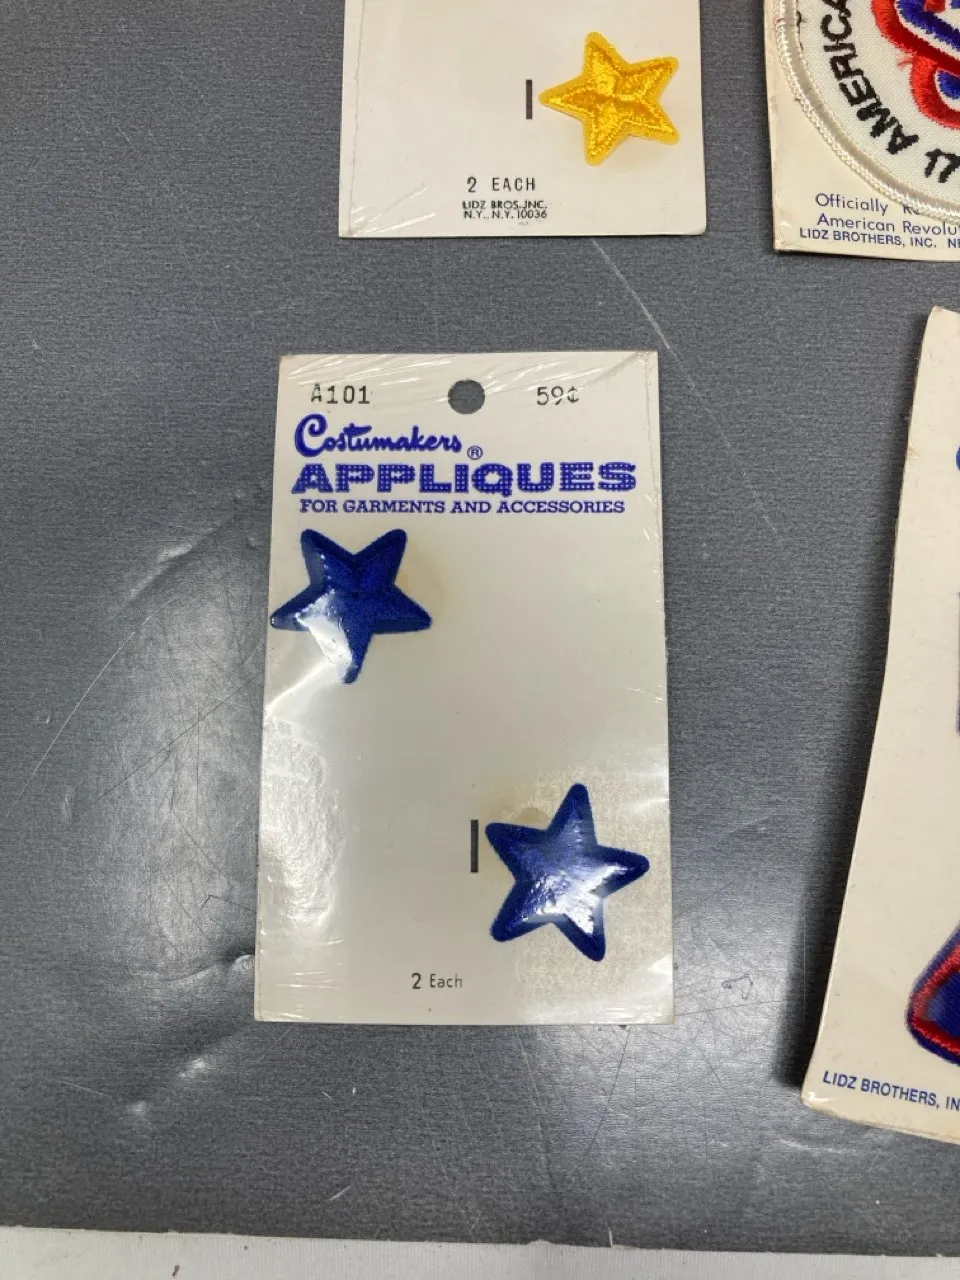 2 EACH
LIDZ BROS., INC.
N.Y., N.Y. 10036
AMERICA
Officially
American Revolu
LIDZ BROTHERS, INC.
A101 59¢
Costumakers®
APPLIQUES
FOR GARMENTS AND ACCESSORIES
2 Each
LIDZ BROTHERS, IN